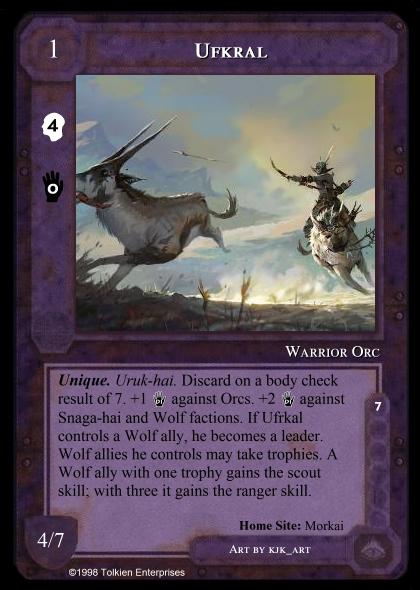 1
Ufkral
4
O
Warrior Orc
Unique. Uruk-hai. Discard on a body check
result of 7. +1 DI against Orcs. +2 DI against
Snaga-hai and Wolf factions. If Ufrkal
controls a Wolf ally, he becomes a leader.
Wolf allies he controls may take trophies. A
Wolf ally with one trophy gains the scout
skill; with three it gains the ranger skill.
7
Home Site: Morkai
4/7
Art by kjk_art
©1998 Tolkien Enterprises